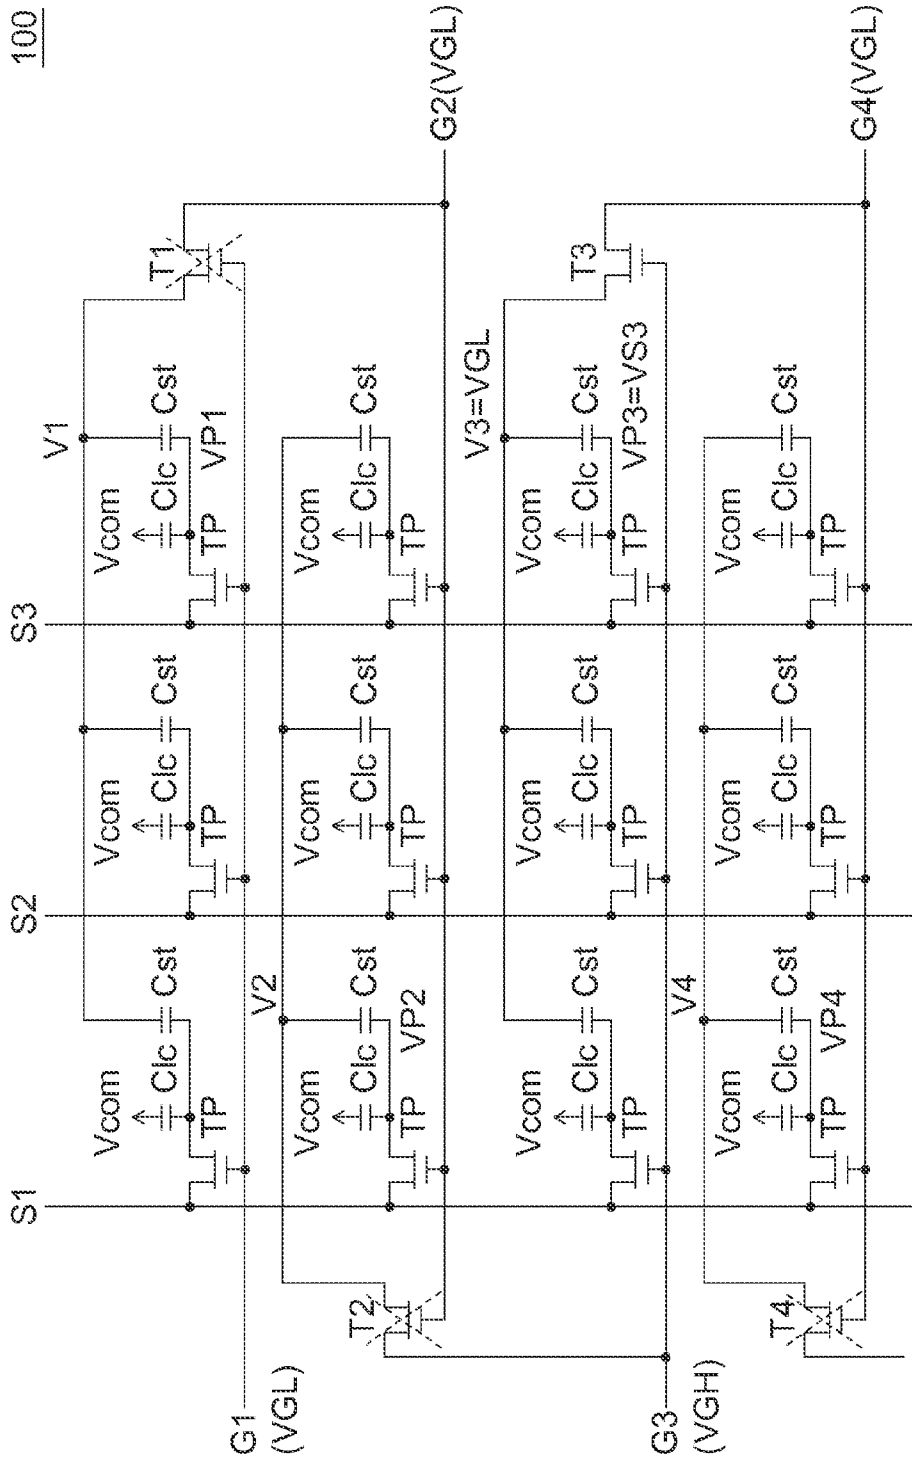 100
S1
S2
S3
V1
T1
Vcom
Clc
Cst
TP
Vcom
Clc
Cst
TP
Vcom
Clc
Cst
TP
VP1
G1
(VGL)
V2
T2
Vcom
Clc
Cst
TP
VP2
Vcom
Clc
Cst
TP
Vcom
Clc
Cst
TP
G2(VGL)
V3=VGL
T3
Vcom
Clc
Cst
TP
Vcom
Clc
Cst
TP
Vcom
Clc
Cst
TP
VP3=VS3
G3
(VGH)
V4
T4
Vcom
Clc
Cst
TP
VP4
Vcom
Clc
Cst
TP
Vcom
Clc
Cst
TP
G4(VGL)